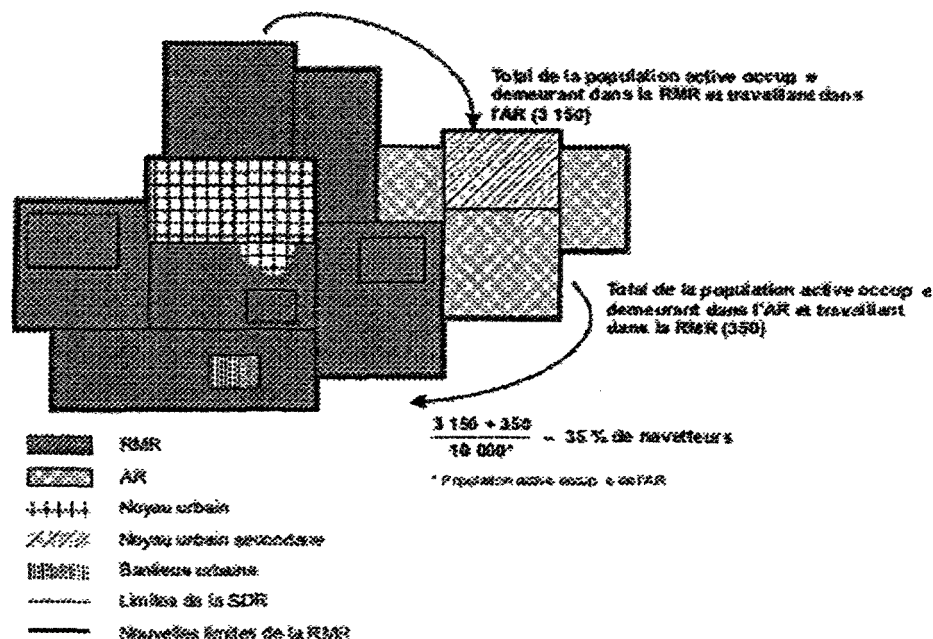 Total de la population active occup e
demeurant dans la RMR et travaillant dans
l'AR (3 150)
Total de la population active occup e
demeurant dans l'AR et travaillant
dans la RMR (350)
3 150 + 350
10 000*
~ 35 % de navetteurs
* Population active occup e de l'AR
RMR
AR
Noyau urbain
Noyau urbain secondaire
Banlieue urbaine
Limites de la SDR
Nouvelles limites de la RMR